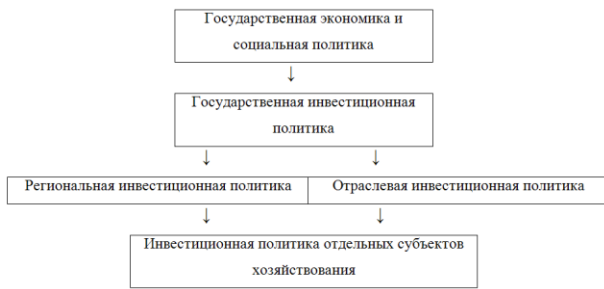 Государственная экономика и
социальная политика
↓
Государственная инвестиционная
политика
↓ ↓
Региональная инвестиционная политика Отраслевая инвестиционная политика
↓ ↓
Инвестиционная политика отдельных субъектов
хозяйствования